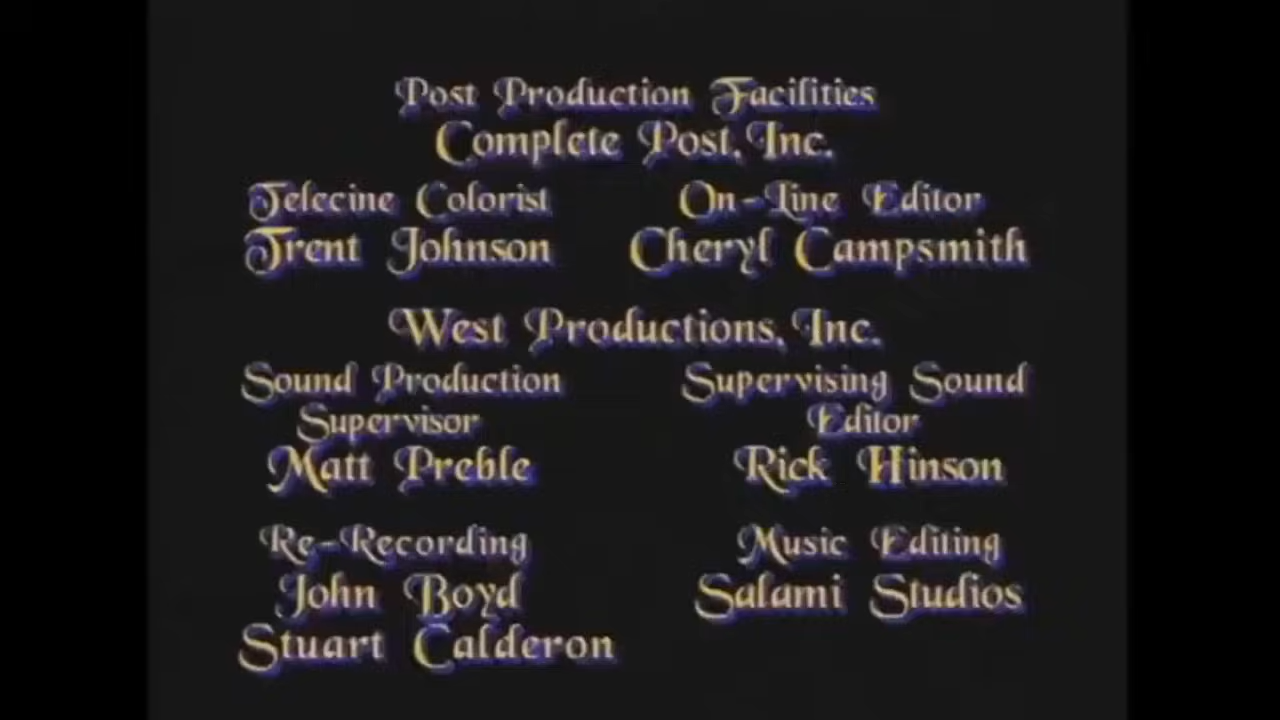 Post Production Facilities
Complete Post, Inc.
Telecine Colorist
Trent Johnson
On-Line Editor
Cheryl Campsmith
West Productions, Inc.
Sound Production
Supervisor
Matt Preble
Supervising Sound
Editor
Rick Hinson
Re-Recording
John Boyd
Stuart Calderon
Music Editing
Salami Studios